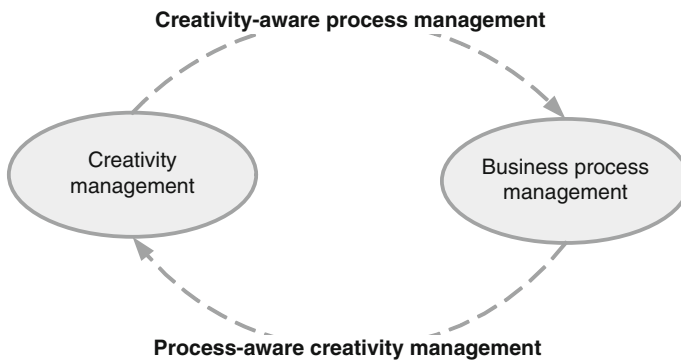 Creativity-aware process management
Creativity
management
Business process
management
Process-aware creativity management